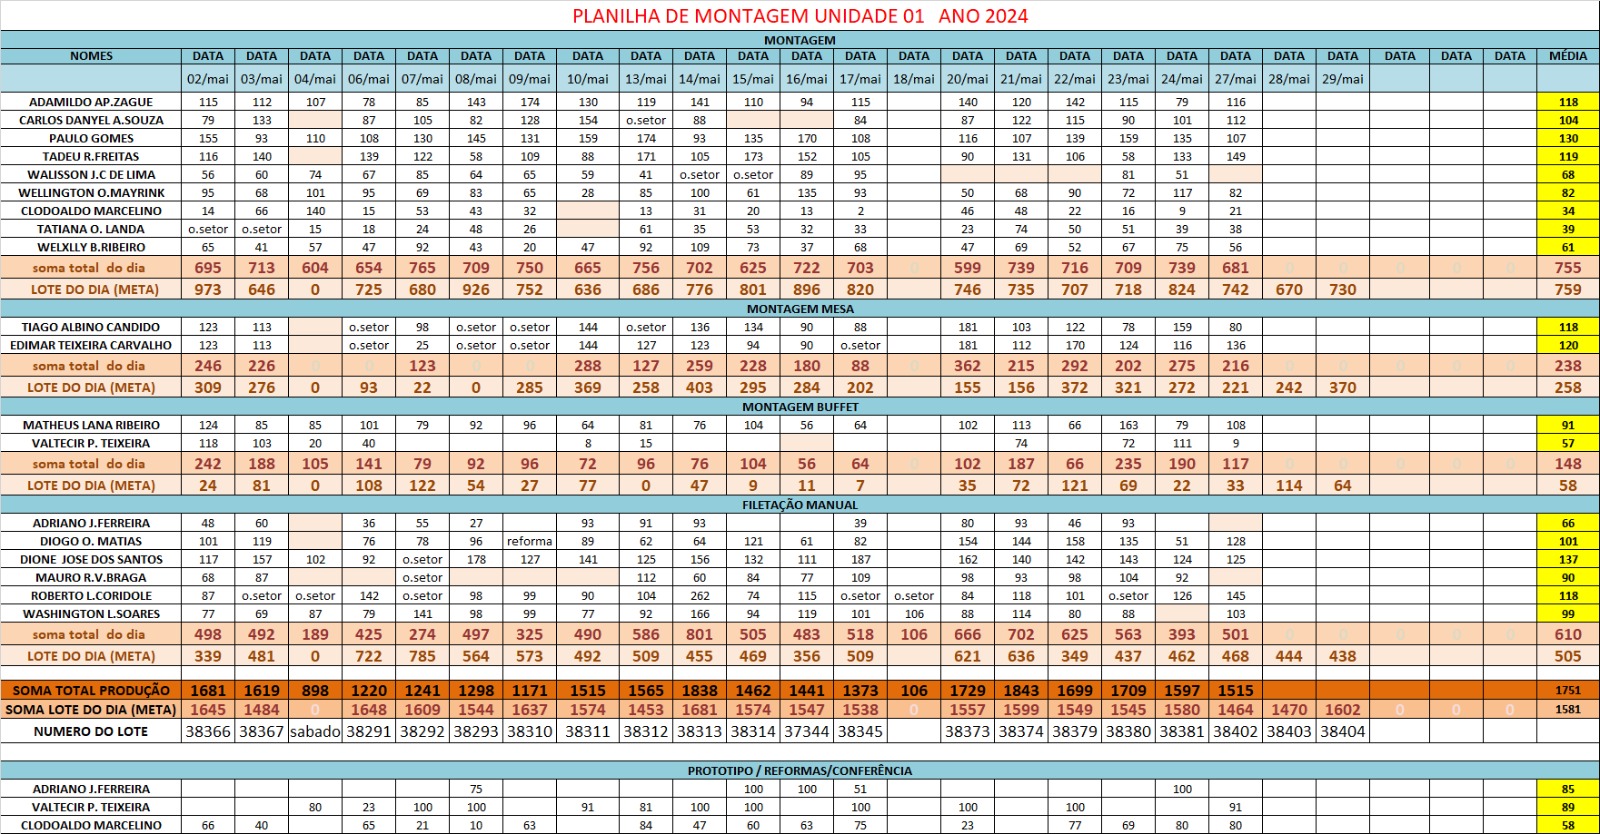 PLANILHA DE MONTAGEM UNIDADE 01 ANO 2024
MONTAGEM
NOMES DATA DATA DATA DATA DATA DATA DATA DATA DATA DATA DATA DATA DATA DATA DATA DATA DATA DATA DATA DATA DATA DATA DATA DATA DATA MÉDIA
02/mai 03/mai 04/mai 06/mai 07/mai 08/mai 09/mai 10/mai 13/mai 14/mai 15/mai 16/mai 17/mai 18/mai 20/mai 21/mai 22/mai 23/mai 24/mai 27/mai 28/mai 29/mai
ADAMILDO AP.ZAGUE 115 112 107 78 85 143 174 130 119 141 110 94 115 140 120 142 115 79 116 118
CARLOS DANYEL A.SOUZA 79 133 87 105 82 128 154 o.setor 88 84 87 122 115 90 101 112 104
PAULO GOMES 155 93 110 108 130 145 131 159 174 93 135 170 108 116 107 139 159 135 107 130
TADEU R.FREITAS 116 140 139 122 58 109 88 171 105 173 152 105 90 131 106 58 133 149 119
WALISSON J.C DE LIMA 56 60 74 67 85 64 65 59 41 o.setor o.setor 89 95 81 51 68
WELLINGTON O.MAYRINK 95 68 101 95 69 83 65 28 85 100 61 135 93 50 68 90 72 117 82 82
CLODOALDO MARCELINO 14 66 140 15 53 43 32 13 31 20 13 2 46 48 22 16 9 21 34
TATIANA O. LANDA o.setor o.setor 15 18 24 48 26 61 35 53 32 33 23 74 50 51 39 38 39
WELXLLY B.RIBEIRO 65 41 57 47 92 43 20 47 92 109 73 37 68 47 69 52 67 75 56 61
soma total do dia 695 713 604 654 765 709 750 665 756 702 625 722 703 0 599 739 716 709 739 681 0 0 0 0 0 755
LOTE DO DIA (META) 973 646 0 725 680 926 752 636 686 776 801 896 820 746 735 707 718 824 742 670 730 759
MONTAGEM MESA
TIAGO ALBINO CANDIDO 123 113 o.setor 98 o.setor o.setor 144 o.setor 136 134 90 88 181 103 122 78 159 80 118
EDIMAR TEIXEIRA CARVALHO 123 113 o.setor 25 o.setor o.setor 144 127 123 94 90 o.setor 181 112 170 124 116 136 120
soma total do dia 246 226 0 0 123 0 0 288 127 259 228 180 88 0 362 215 292 202 275 216 0 0 0 0 0 238
LOTE DO DIA (META) 309 276 0 93 22 0 285 369 258 403 295 284 202 155 156 372 321 272 221 242 370 258
MONTAGEM BUFFET
MATHEUS LANA RIBEIRO 124 85 85 101 79 92 96 64 81 76 104 56 64 102 113 66 163 79 108 91
VALTECIR P. TEIXEIRA 118 103 20 40 8 15 74 72 111 9 57
soma total do dia 242 188 105 141 79 92 96 72 96 76 104 56 64 0 102 187 66 235 190 117 0 0 0 0 0 148
LOTE DO DIA (META) 24 81 0 108 122 54 27 77 0 47 9 11 7 35 72 121 69 22 33 114 64 58
FILETAÇÃO MANUAL
ADRIANO J.FERREIRA 48 60 36 55 27 93 91 93 39 80 93 46 93 66
DIOGO O. MATIAS 101 119 76 78 96 reforma 89 62 64 121 61 82 154 144 158 135 51 128 101
DIONE JOSE DOS SANTOS 117 157 102 92 o.setor 178 127 141 125 156 132 111 187 162 140 142 143 124 125 137
MAURO R.V.BRAGA 68 87 o.setor 112 60 84 77 109 98 93 98 104 92 90
ROBERTO L.CORIDOLE 87 o.setor o.setor 142 o.setor 98 99 90 104 262 74 115 o.setor o.setor 84 118 101 o.setor 126 145 118
WASHINGTON L.SOARES 77 69 87 79 141 98 99 77 92 166 94 119 101 106 88 114 80 88 103 99
soma total do dia 498 492 189 425 274 497 325 490 586 801 505 483 518 106 666 702 625 563 393 501 0 0 0 0 0 610
LOTE DO DIA (META) 339 481 0 722 785 564 573 492 509 455 469 356 509 621 636 349 437 462 468 444 438 505
SOMA TOTAL PRODUÇÃO 1681 1619 898 1220 1241 1298 1171 1515 1565 1838 1462 1441 1373 106 1729 1843 1699 1709 1597 1515 1751
SOMA LOTE DO DIA (META) 1645 1484 0 1648 1609 1544 1637 1574 1453 1681 1574 1547 1538 0 1557 1599 1549 1545 1580 1464 1470 1602 0 0 0 1581
NUMERO DO LOTE 38366 38367 sabado 38291 38292 38293 38310 38311 38312 38313 38314 37344 38345 38373 38374 38379 38380 38381 38402 38403 38404
PROTOTIPO / REFORMAS/CONFERÊNCIA
ADRIANO J.FERREIRA 75 100 100 51 100 85
VALTECIR P. TEIXEIRA 80 23 100 100 91 81 100 100 100 100 100 91 89
CLODOALDO MARCELINO 66 40 65 21 10 63 84 47 60 63 75 23 77 69 80 80 58